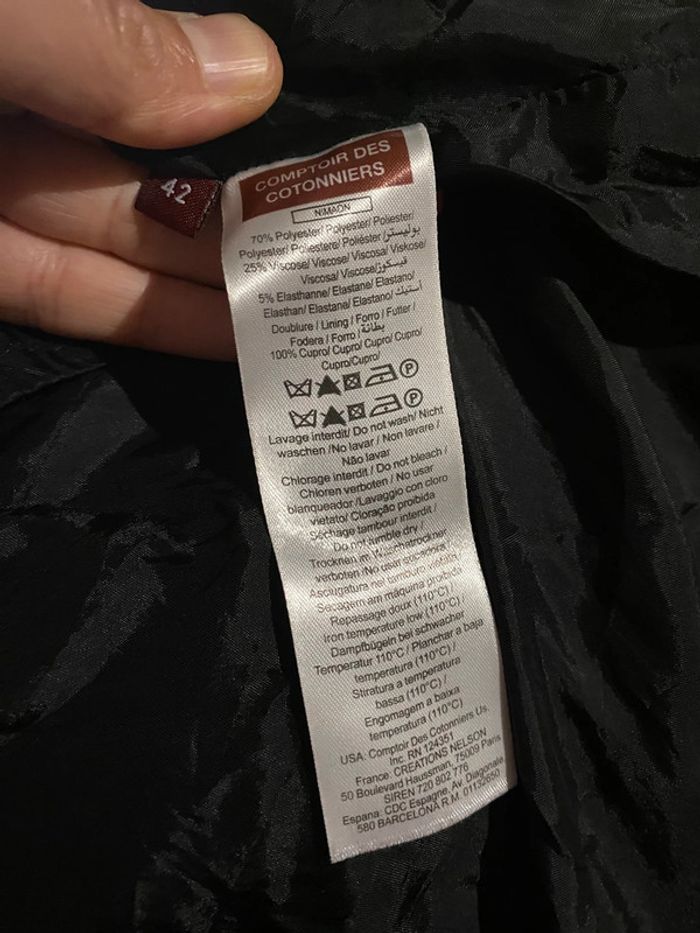 42
COMPTOIR DES
COTONNIERS
NIMAON
70% Polyester/ Polyester/ Poliester/
Polyester/ Poliestere/ Poliéster /بوليستر
25% Viscose/ Viscose/ Viscosa/ Viskose/
Viscosa/ Viscose/فيسكوز
5% Elasthanne/ Elastane/ Elastano/
Elasthan/ Elastane/ Elastano/
Doublure / Lining / Forro / Futter /
Fodera / Forro /بطانة
100% Cupro/ Cupro/ Cupro/ Cupro/
Cupro/Cupro/
P
P
Lavage interdit/ Do not wash/ Nicht
waschen /No lavar / Non lavare /
Não lavar
Chlorage interdit / Do not bleach /
Chloren verboten / No usar
blanqueador /Lavaggio con cloro
vietato/ Cloração proibida
Séchage tambour interdit /
Do not tumble dry /
Trocknen im Waschetrockner
verboten /No usar secadora/
Asciugatura nel tamburo vietato/
Secagem am máquina proibida
Repassage doux (110°C) /
Iron temperature low (110°C) /
Dampfbügeln bei schwacher
Temperatur 110°C / Planchar a baja
temperatura (110°C) /
Stiratura a temperatura
bassa (110°C) /
Engomagem a baixa
temperatura (110°C) /
USA: Comptoir Des Cotonniers Us.
Inc. RN 124351
France: CREATIONS NELSON
50 Boulevard Haussman, 75009 Paris
SIREN 720 802 776
Espana: CDC Espagne, Av. Diagonale
580 BARCELONA R.M. 01132650